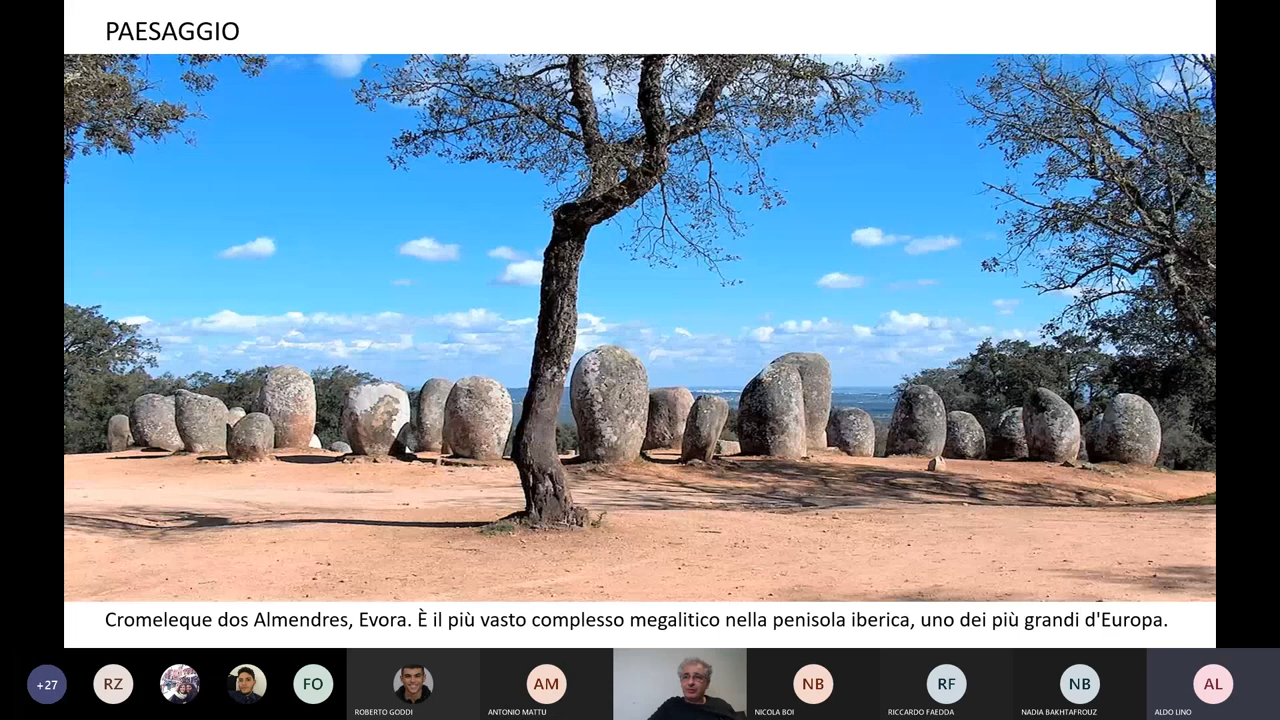 PAESAGGIO
Cromeleque dos Almendres, Evora. È il più vasto complesso megalitico nella penisola iberica, uno dei più grandi d'Europa.
+27
RZ
FO
ROBERTO GODDI
AM
ANTONIO MATTU
NB
NICOLA BOI
RF
RICCARDO FAEDDA
NB
NADIA BAKHTAFROUZ
AL
ALDO LINO